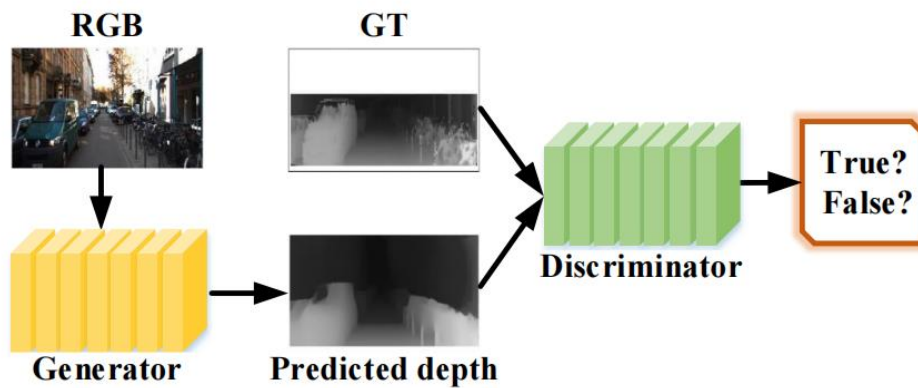 RGB
GT
True?
False?
Discriminator
Generator
Predicted depth